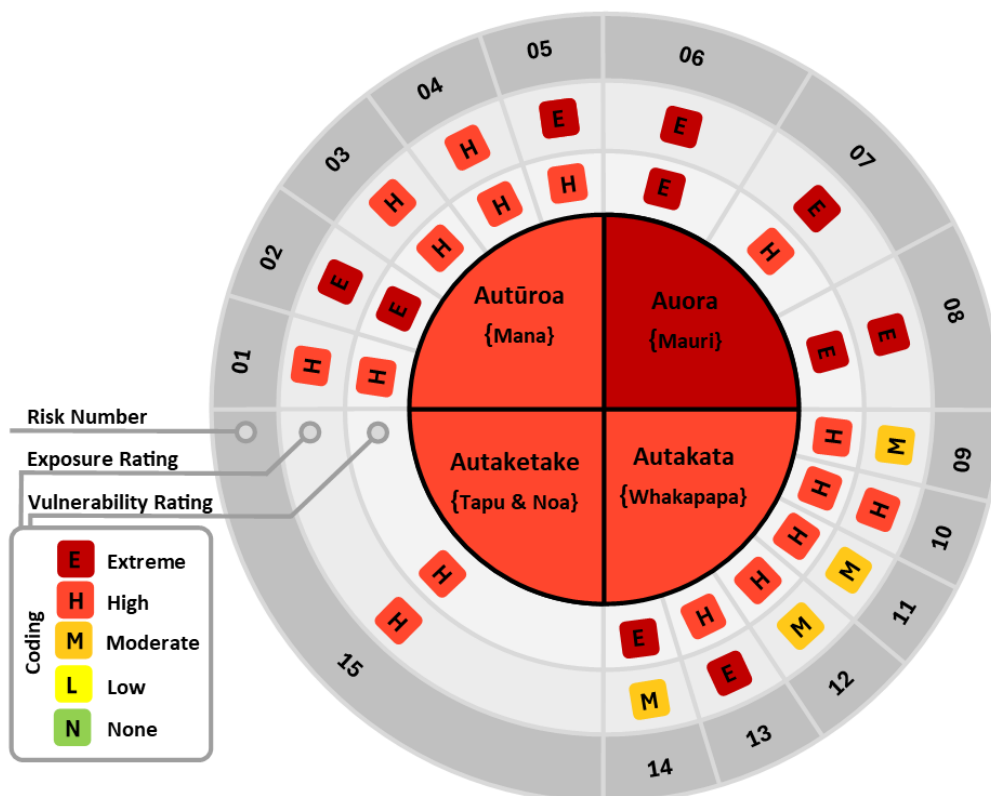 01
02
03
04
05
06
07
08
09
10
11
12
13
14
15
H
H
E
E
H
H
H
H
E
H
E
E
E
H
E
E
M
H
H
H
M
H
M
H
E
H
M
E
H
H
Autūroa
{Mana}
Auora
{Mauri}
Autaketake
{Tapu & Noa}
Autakata
{Whakapapa}
Risk Number
Exposure Rating
Vulnerability Rating
Coding
E Extreme
H High
M Moderate
L Low
N None